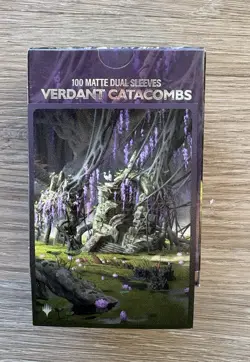 100 MATTE DUAL SLEEVES
VERDANT CATACOMBS